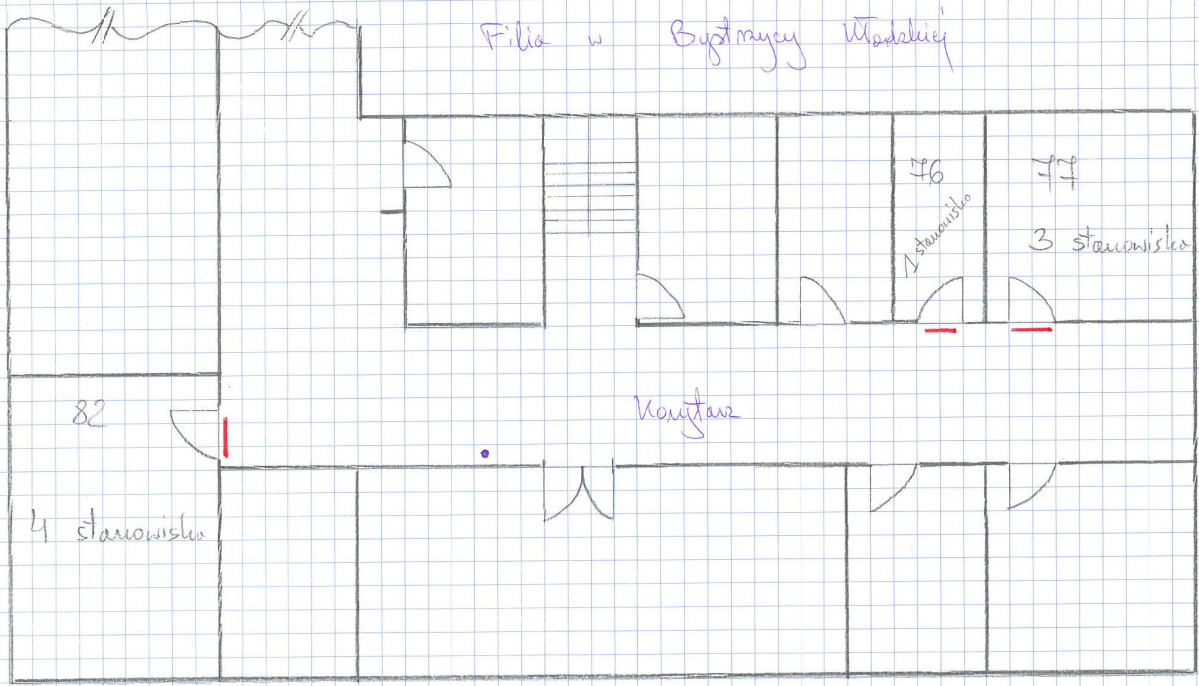 Filia w Bystrzycy Kłodzkiej
76
77
1 stanowisko
3 stanowiska
82
Korytarz
4 stanowiska